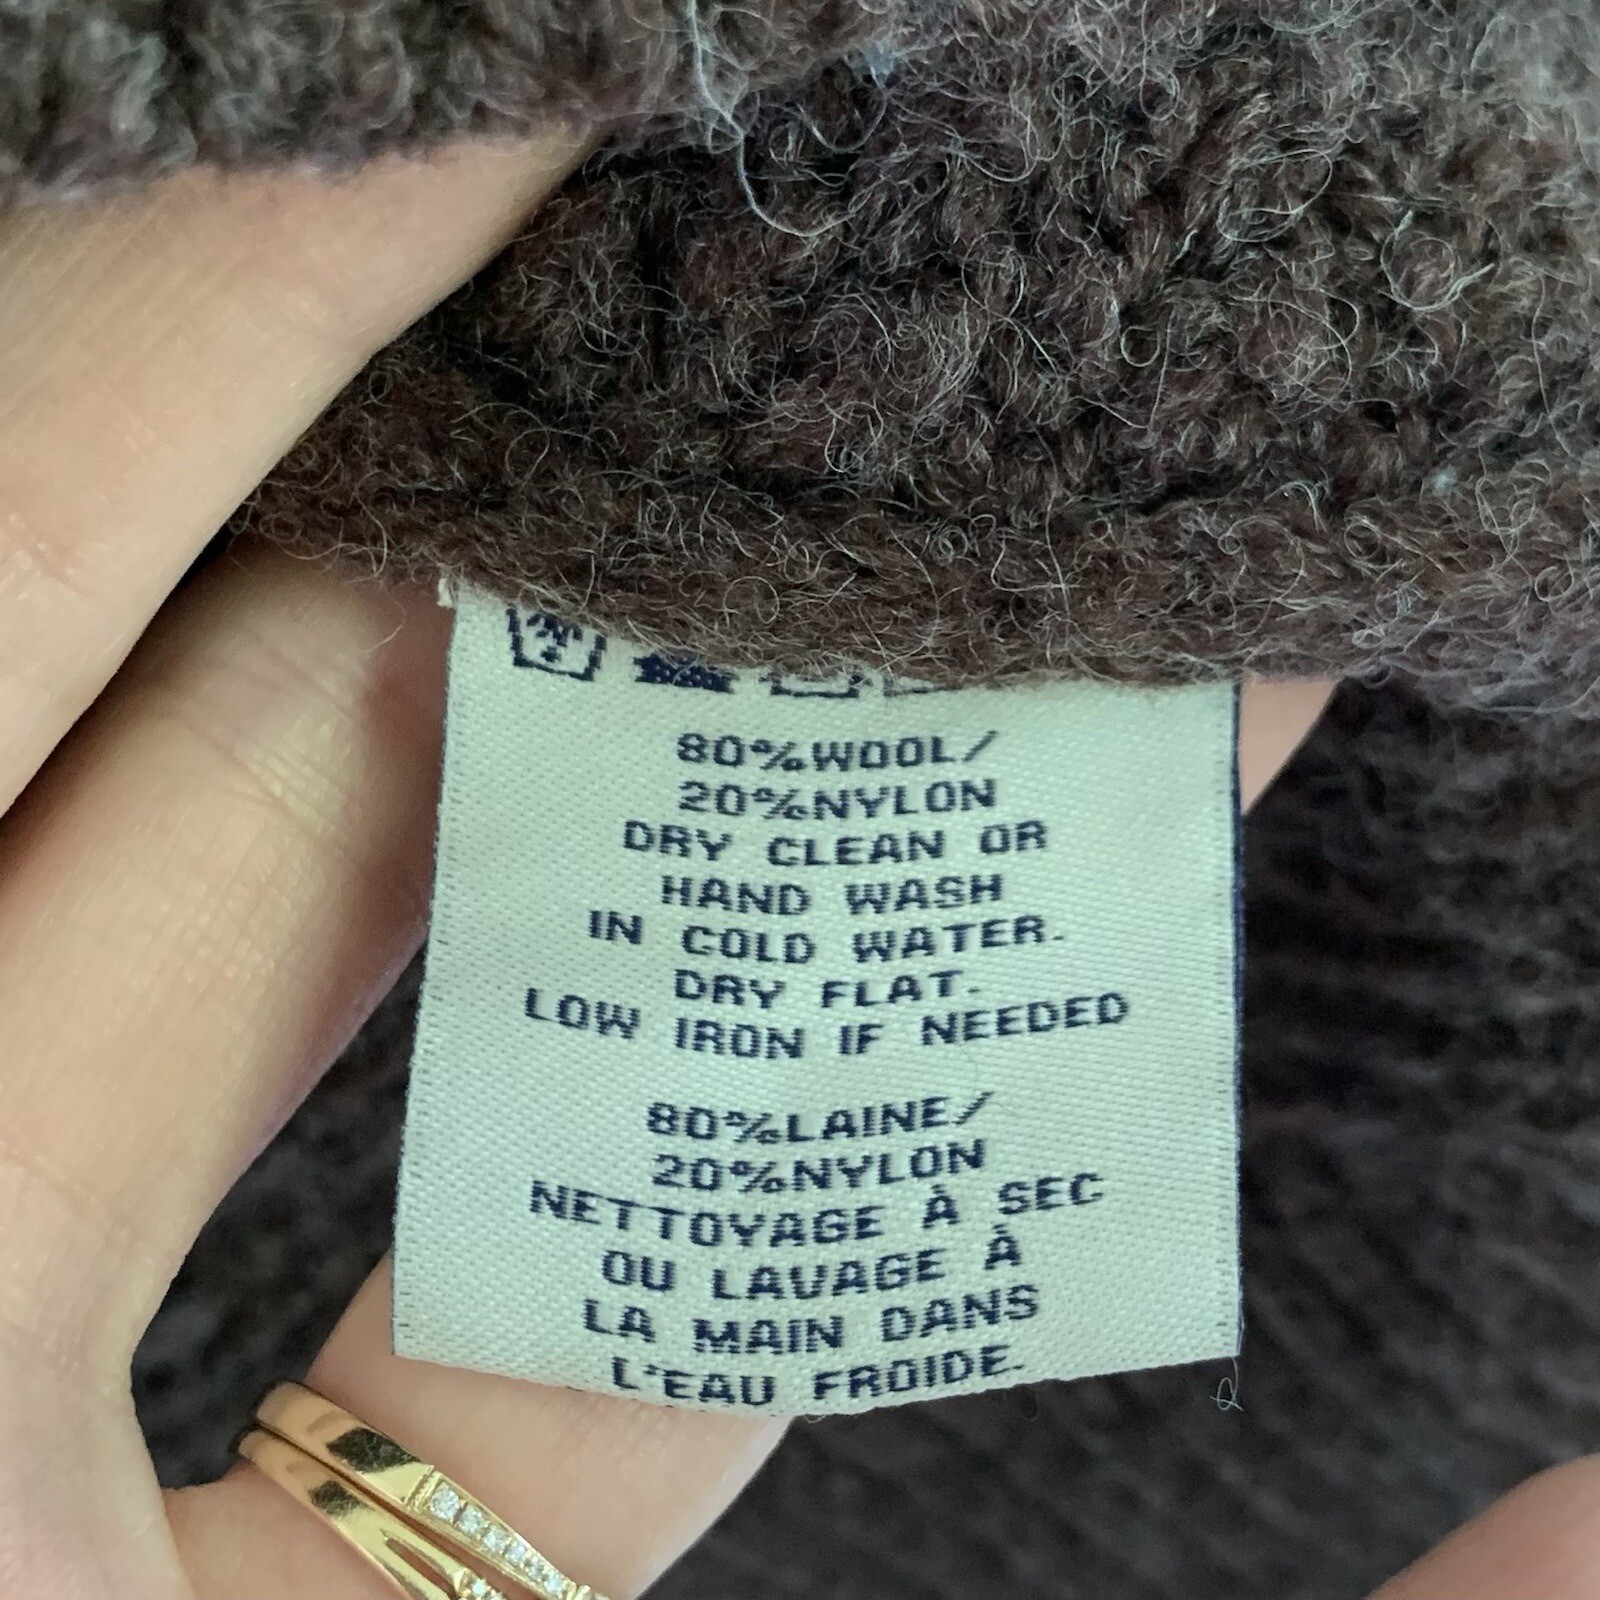 80%WOOL/
20%NYLON
DRY CLEAN OR
HAND WASH
IN COLD WATER.
DRY FLAT.
LOW IRON IF NEEDED
80%LAINE/
20%NYLON
NETTOYAGE À SEC
OU LAVAGE À
LA MAIN DANS
L'EAU FROIDE.